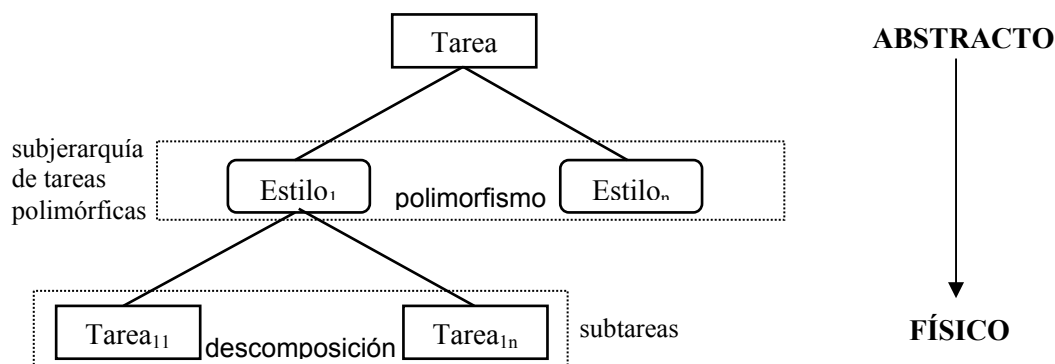 Tarea
ABSTRACTO
subjerarquía
de tareas
polimórficas
Estilo₁
polimorfismo
Estiloₙ
Tarea₁₁
descomposición
Tarea₁ₙ
subtareas
FÍSICO